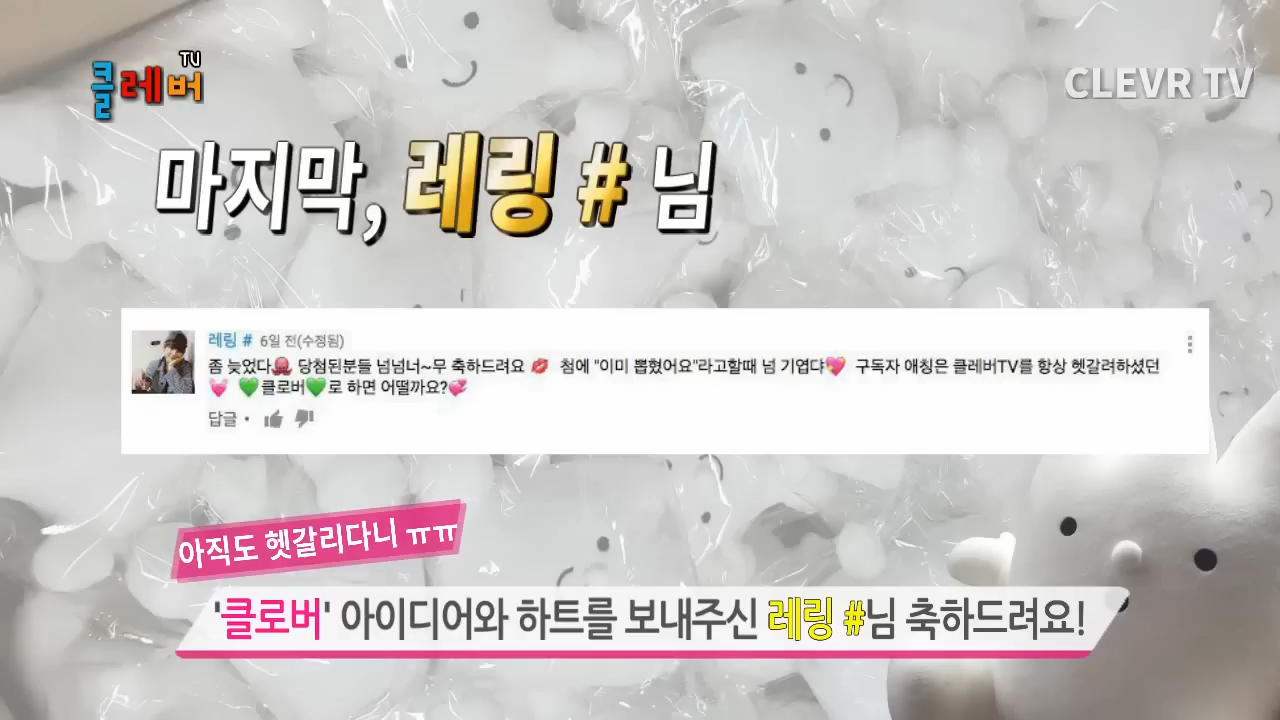 클레버 TV
CLEVR TV
마지막, 레링 # 님
레링 # 6일 전(수정됨)
좀 늦었다🐙 당첨된분들 넘넘너~무 축하드려요 💋 첨에 "이미 뽑혔어요"라고할때 넘 기엽댜💖 구독자 애칭은 클레버TV를 항상 헷갈려하셨던
💓 💚클로버💚로 하면 어떨까요?💞
답글 •
아직도 헷갈리다니 ㅠㅠ
'클로버' 아이디어와 하트를 보내주신 레링 #님 축하드려요!